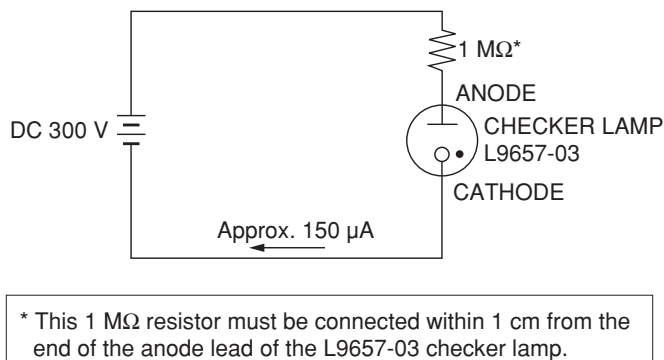 1 MΩ*
ANODE
DC 300 V
CHECKER LAMP
L9657-03
CATHODE
Approx. 150 μA
* This 1 MΩ resistor must be connected within 1 cm from the
end of the anode lead of the L9657-03 checker lamp.